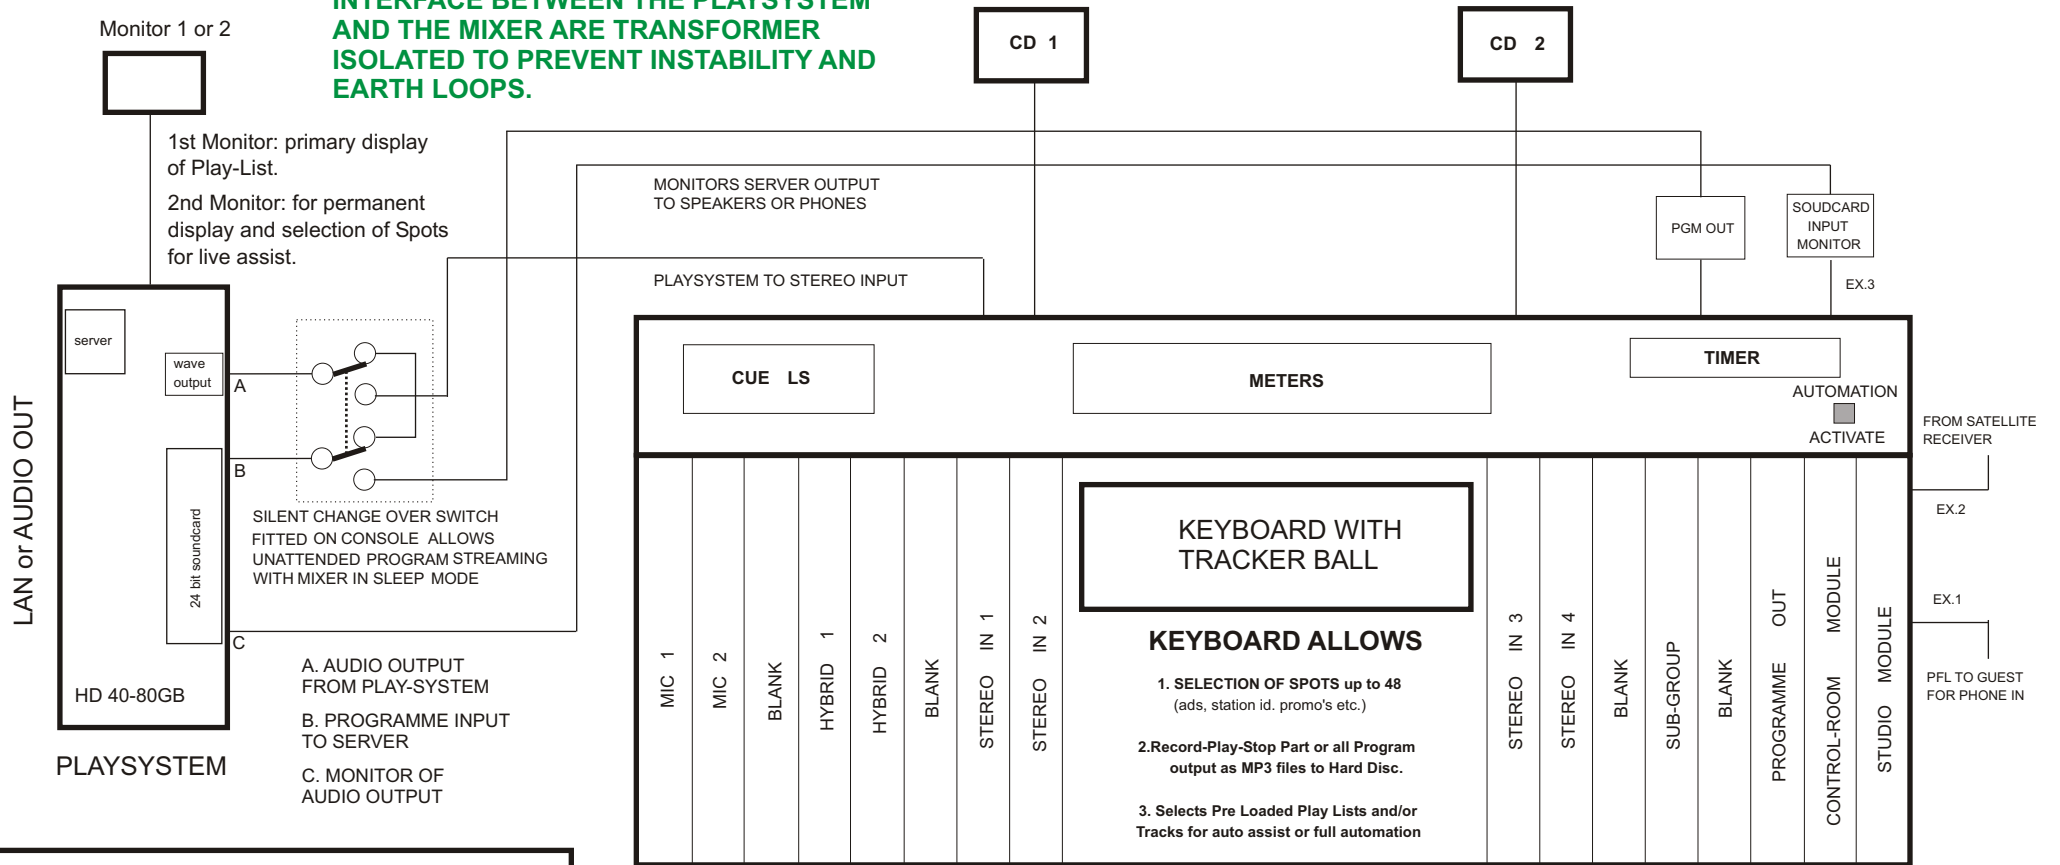 INTERFACE BETWEEN THE PLAYSYSTEM
AND THE MIXER ARE TRANSFORMER
ISOLATED TO PREVENT INSTABILITY AND
EARTH LOOPS.
Monitor 1 or 2
1st Monitor: primary display
of Play-List.
2nd Monitor: for permanent
display and selection of Spots
for live assist.
CD 1
CD 2
MONITORS SERVER OUTPUT
TO SPEAKERS OR PHONES
PLAYSYSTEM TO STEREO INPUT
PGM OUT
SOUDCARD
INPUT
MONITOR
EX.3
LAN or AUDIO OUT
server
wave
output
A
B
24 bit soundcard
C
HD 40-80GB
PLAYSYSTEM
SILENT CHANGE OVER SWITCH
FITTED ON CONSOLE ALLOWS
UNATTENDED PROGRAM STREAMING
WITH MIXER IN SLEEP MODE
A. AUDIO OUTPUT
FROM PLAY-SYSTEM
B. PROGRAMME INPUT
TO SERVER
C. MONITOR OF
AUDIO OUTPUT
CUE LS
METERS
TIMER
AUTOMATION
ACTIVATE
FROM SATELLITE
RECEIVER
EX.2
EX.1
PFL TO GUEST
FOR PHONE IN
MIC 1
MIC 2
BLANK
HYBRID 1
HYBRID 2
BLANK
STEREO IN 1
STEREO IN 2
KEYBOARD WITH
TRACKER BALL
KEYBOARD ALLOWS
1. SELECTION OF SPOTS up to 48
(ads, station id. promo's etc.)
2.Record-Play-Stop Part or all Program
output as MP3 files to Hard Disc.
3. Selects Pre Loaded Play Lists and/or
Tracks for auto assist or full automation
STEREO IN 3
STEREO IN 4
BLANK
SUB-GROUP
BLANK
PROGRAMME OUT
CONTROL-ROOM MODULE
STUDIO MODULE